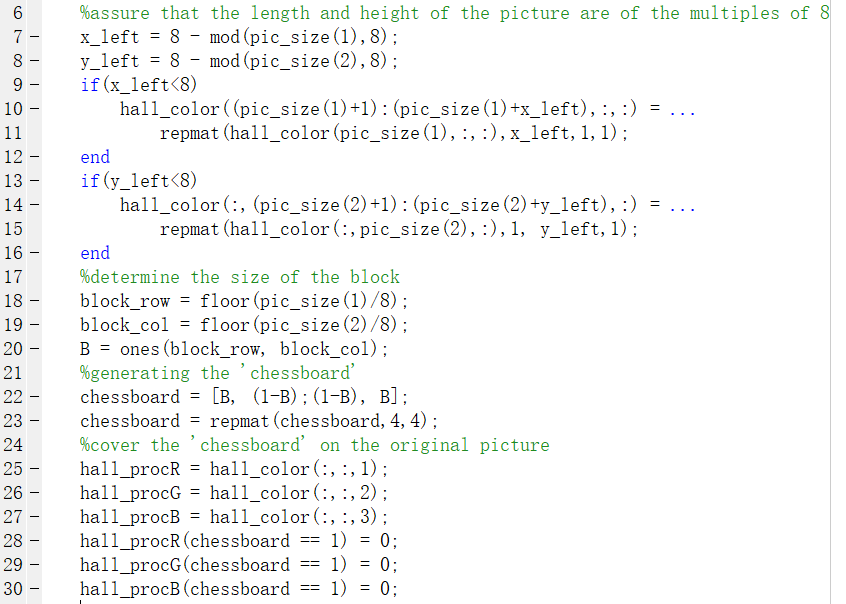 6 %assure that the length and height of the picture are of the multiples of 8
7 - x_left = 8 - mod(pic_size(1),8);
8 - y_left = 8 - mod(pic_size(2),8);
9 - if(x_left<8)
10 - hall_color((pic_size(1)+1):(pic_size(1)+x_left),:,:) = ...
11 repmat(hall_color(pic_size(1),:,:),x_left,1,1);
12 - end
13 - if(y_left<8)
14 - hall_color(:,(pic_size(2)+1):(pic_size(2)+y_left),:) = ...
15 repmat(hall_color(:,pic_size(2),:),1, y_left,1);
16 - end
17 %determine the size of the block
18 - block_row = floor(pic_size(1)/8);
19 - block_col = floor(pic_size(2)/8);
20 - B = ones(block_row, block_col);
21 %generating the 'chessboard'
22 - chessboard = [B, (1-B);(1-B), B];
23 - chessboard = repmat(chessboard,4,4);
24 %cover the 'chessboard' on the original picture
25 - hall_procR = hall_color(:,:,1);
26 - hall_procG = hall_color(:,:,2);
27 - hall_procB = hall_color(:,:,3);
28 - hall_procR(chessboard == 1) = 0;
29 - hall_procG(chessboard == 1) = 0;
30 - hall_procB(chessboard == 1) = 0;